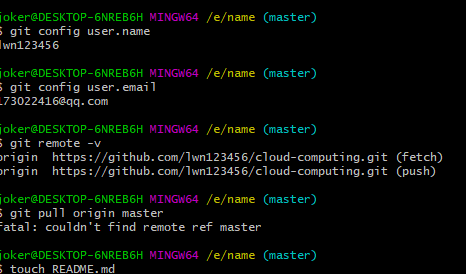 joker@DESKTOP-6NREB6H MINGW64 /e/name (master)
$ git config user.name
lwn123456
joker@DESKTOP-6NREB6H MINGW64 /e/name (master)
$ git config user.email
173022416@qq.com
joker@DESKTOP-6NREB6H MINGW64 /e/name (master)
$ git remote -v
origin https://github.com/lwn123456/cloud-computing.git (fetch)
origin https://github.com/lwn123456/cloud-computing.git (push)
joker@DESKTOP-6NREB6H MINGW64 /e/name (master)
$ git pull origin master
fatal: couldn't find remote ref master
joker@DESKTOP-6NREB6H MINGW64 /e/name (master)
$ touch README.md